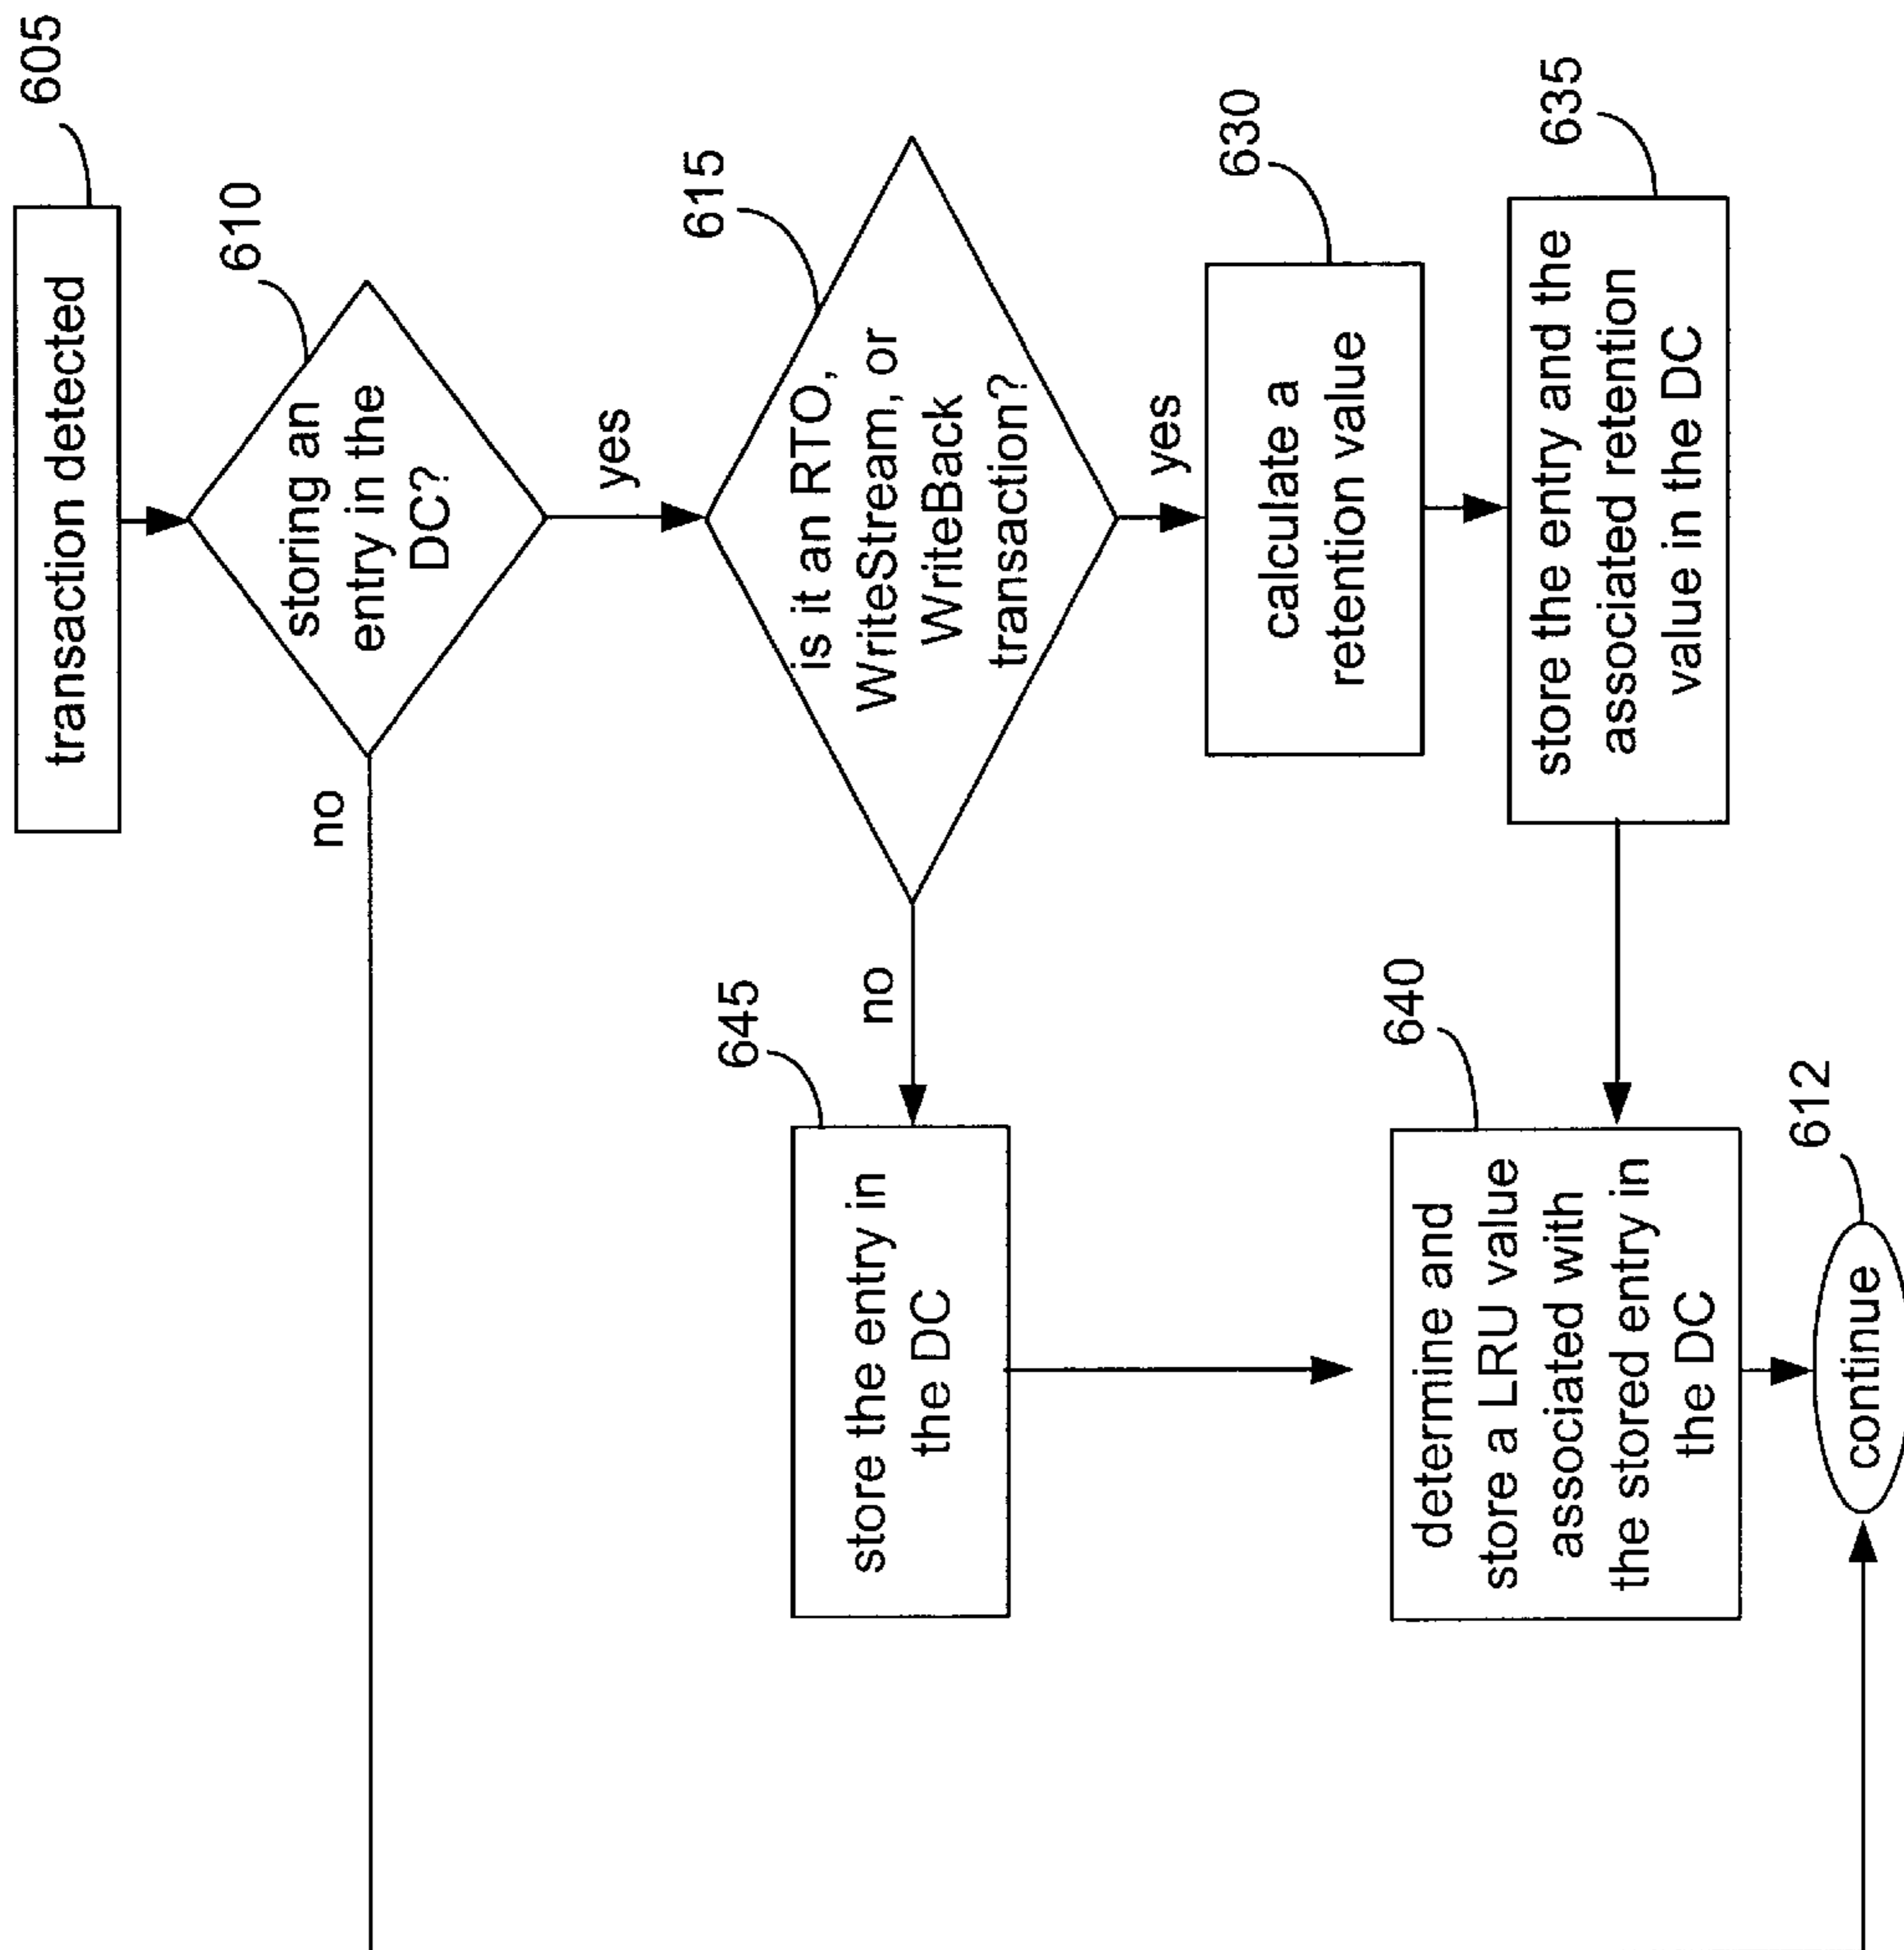 transaction detected
605
storing an
entry in the
DC?
610
no
yes
is it an RTO,
WriteStream, or
WriteBack
transaction?
615
no
yes
645
store the entry in
the DC
calculate a
retention value
630
store the entry and the
associated retention
value in the DC
635
determine and
store a LRU value
associated with
the stored entry in
the DC
640
continue
612